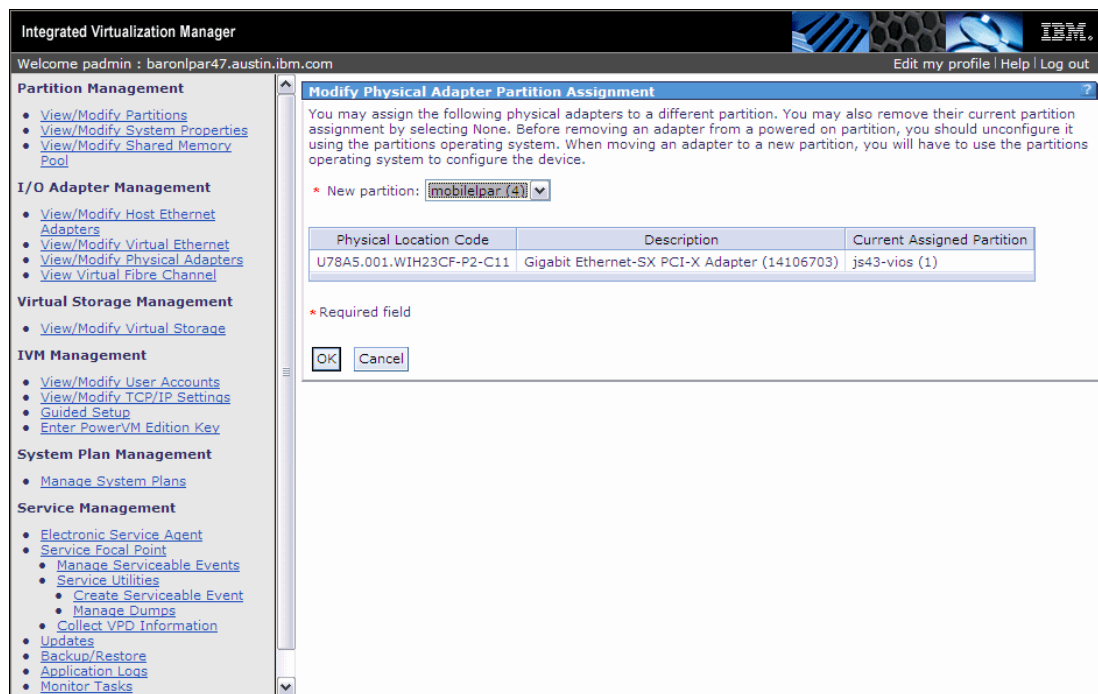 Integrated Virtualization Manager
IBM.
Welcome padmin : baronlpar47.austin.ibm.com
Edit my profile | Help | Log out
Partition Management
View/Modify Partitions
View/Modify System Properties
View/Modify Shared Memory
Pool
I/O Adapter Management
View/Modify Host Ethernet
Adapters
View/Modify Virtual Ethernet
View/Modify Physical Adapters
View Virtual Fibre Channel
Virtual Storage Management
View/Modify Virtual Storage
IVM Management
View/Modify User Accounts
View/Modify TCP/IP Settings
Guided Setup
Enter PowerVM Edition Key
System Plan Management
Manage System Plans
Service Management
Electronic Service Agent
Service Focal Point
Manage Serviceable Events
Service Utilities
Create Serviceable Event
Manage Dumps
Collect VPD Information
Updates
Backup/Restore
Application Logs
Monitor Tasks
Modify Physical Adapter Partition Assignment ?
You may assign the following physical adapters to a different partition. You may also remove their current partition
assignment by selecting None. Before removing an adapter from a powered on partition, you should unconfigure it
using the partitions operating system. When moving an adapter to a new partition, you will have to use the partitions
operating system to configure the device.
* New partition: mobilelpar (4)
Physical Location Code Description Current Assigned Partition
U78A5.001.WIH23CF-P2-C11 Gigabit Ethernet-SX PCI-X Adapter (14106703) js43-vios (1)
* Required field
OK Cancel